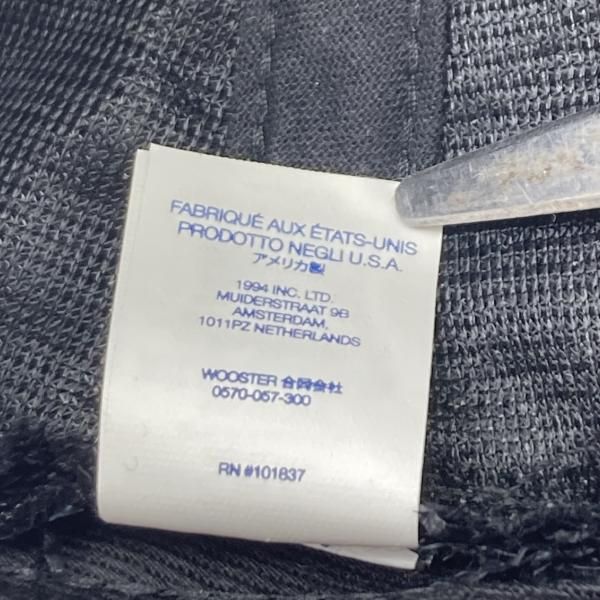 FABRIQUÉ AUX ÉTATS-UNIS
PRODOTTO NEGLI U.S.A.
アメリカ製
1994 INC. LTD.
MUIDERSTRAAT 9B
AMSTERDAM,
1011PZ NETHERLANDS
WOOSTER 合同会社
0570-057-300
RN #101837